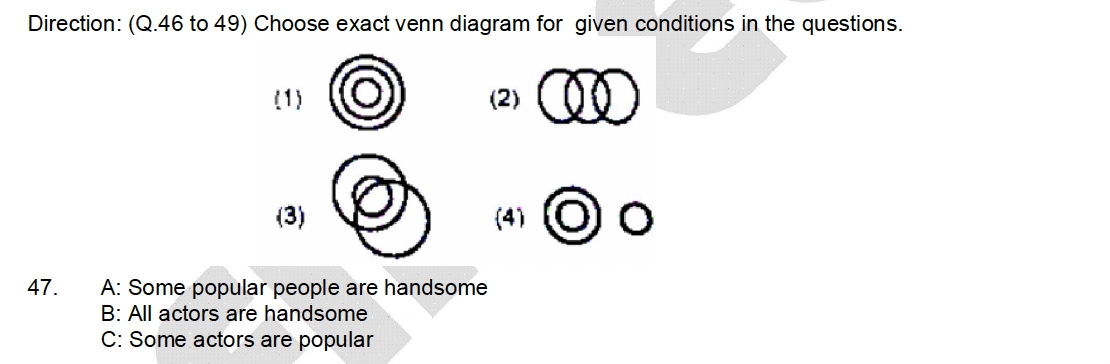 Direction: (Q.46 to 49) Choose exact venn diagram for given conditions in the questions.
(1) (2)
(3) (4)
47. A: Some popular people are handsome
B: All actors are handsome
C: Some actors are popular